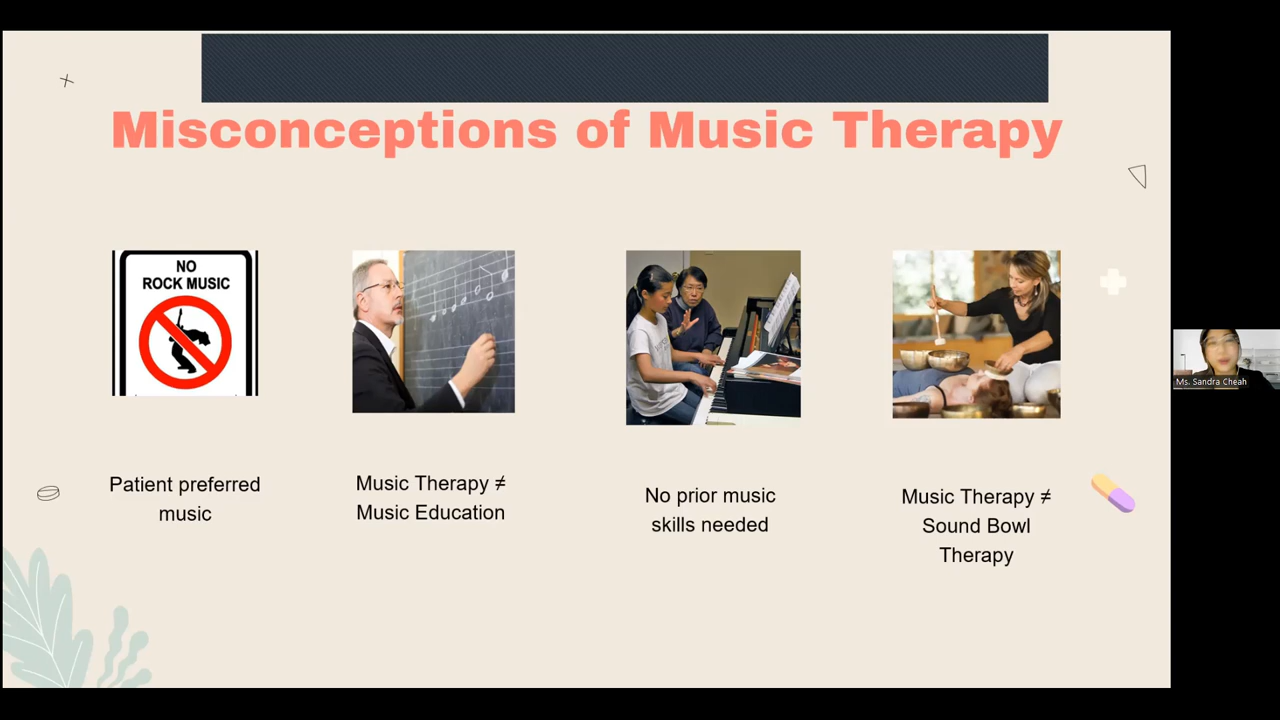 Misconceptions of Music Therapy
NO
ROCK MUSIC
Patient preferred
music
Music Therapy ≠
Music Education
No prior music
skills needed
Music Therapy ≠
Sound Bowl
Therapy
Ms. Sandra Cheah